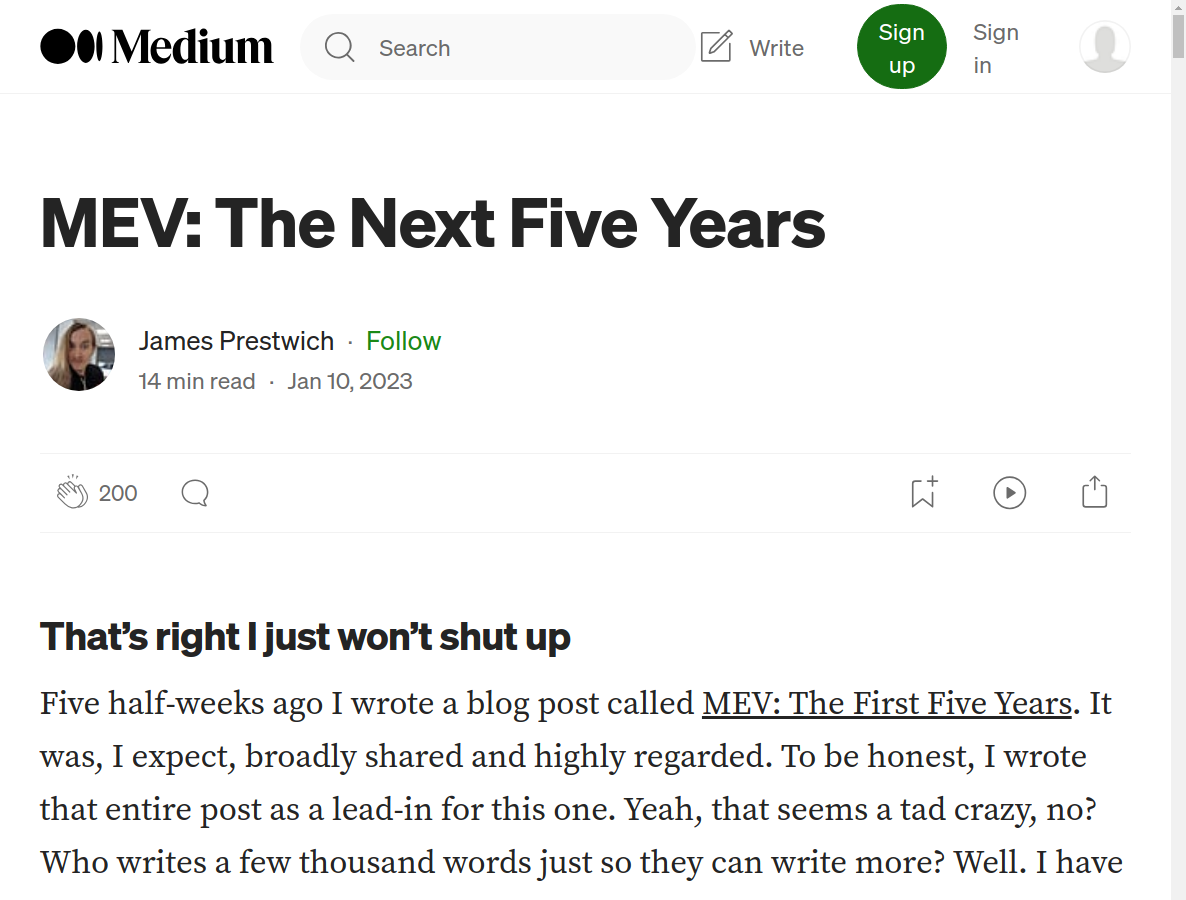 Medium
Search
Write
Sign up
Sign in
MEV: The Next Five Years
James Prestwich · Follow
14 min read · Jan 10, 2023
200
That’s right I just won’t shut up
Five half-weeks ago I wrote a blog post called MEV: The First Five Years. It
was, I expect, broadly shared and highly regarded. To be honest, I wrote
that entire post as a lead-in for this one. Yeah, that seems a tad crazy, no?
Who writes a few thousand words just so they can write more? Well. I have